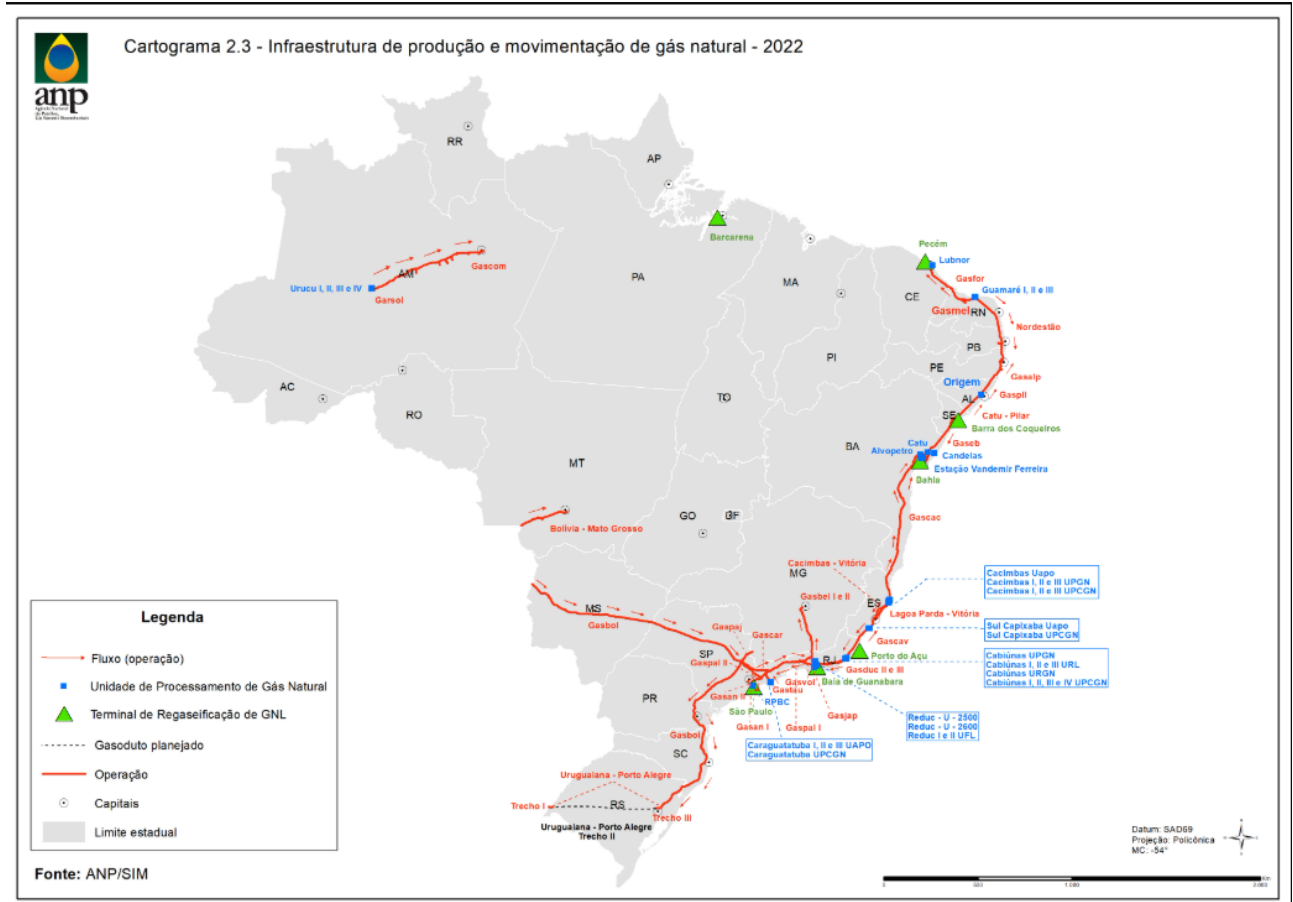 Cartograma 2.3 - Infraestrutura de produção e movimentação de gás natural - 2022
anp
RR
AP
Barcarena
Pecém
Lubnor
Gascom
AM
Urucu I, II, III e IV
Garsol
PA
MA
CE
Gasfor
Guamaré I, II e III
Gasmel
RN
Nordestão
PB
PI
PE
Gasalp
Origem
AL
Gaspil
AC
RO
TO
SE
Catu - Pilar
Barra dos Coqueiros
BA
Catu
Gaseb
Alvopetro
Candeias
Estação Vandemir Ferreira
Bahia
MT
GO
DF
Gascac
Bolívia - Mato Grosso
Cacimbas - Vitória
MG
Cacimbas Uapo
Cacimbas I, II e III UPGN
Cacimbas I, II e III UPCGN
Gasbel I e II
ES
Lagoa Parda - Vitória
MS
Gasbol
Sul Capixaba Uapo
Sul Capixaba UPCGN
Gaspaj
Gascar
Gascav
SP
Gaspal II
RJ
Porto do Açu
Cabiúnas UPGN
Cabiúnas I, II e III URL
Cabiúnas URGN
Cabiúnas I, II, III e IV UPCGN
Gasduc II e III
Gasvol
Baía de Guanabara
Gastau
Gasan II
RPBC
PR
São Paulo
Gasjap
Gasan I
Gaspal I
Reduc - U - 2500
Reduc - U - 2600
Reduc I e II UFL
Gasbol
Caraguatatuba I, II e III UAPO
Caraguatatuba UPCGN
SC
Uruguaiana - Porto Alegre
Trecho I
RS
Trecho III
Uruguaiana - Porto Alegre
Trecho II
Legenda
Fluxo (operação)
Unidade de Processamento de Gás Natural
Terminal de Regaseificação de GNL
Gasoduto planejado
Operação
Capitais
Limite estadual
Fonte: ANP/SIM
Datum: SAD69
Projeção: Policônica
MC: -54°
0 500 1.000 2.000
Km